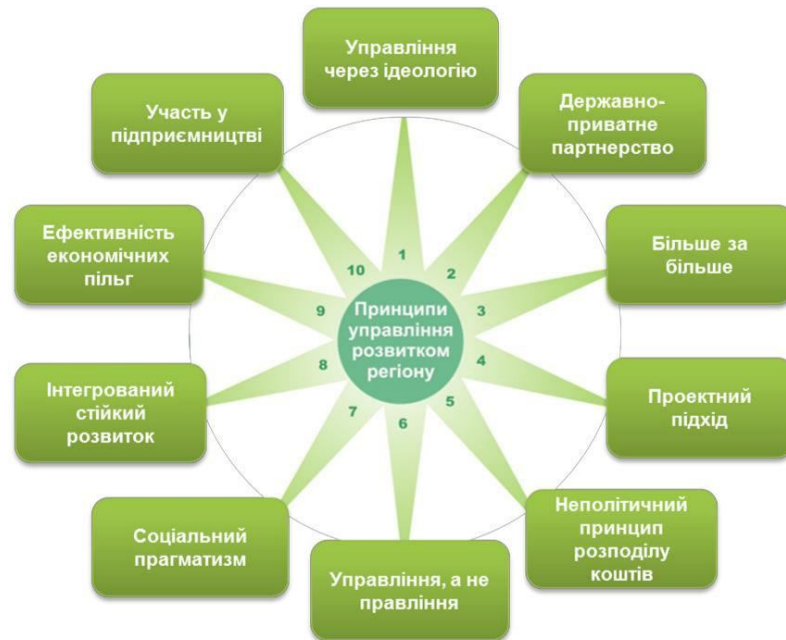 Принципи
управління
розвитком
регіону
1
Управління
через ідеологію
2
Державно-
приватне
партнерство
3
Більше за
більше
4
Проектний
підхід
5
Неполітичний
принцип
розподілу
коштів
6
Управління, а не
правління
7
Соціальний
прагматизм
8
Інтегрований
стійкий
розвиток
9
Ефективність
економічних
пільг
10
Участь у
підприємництві